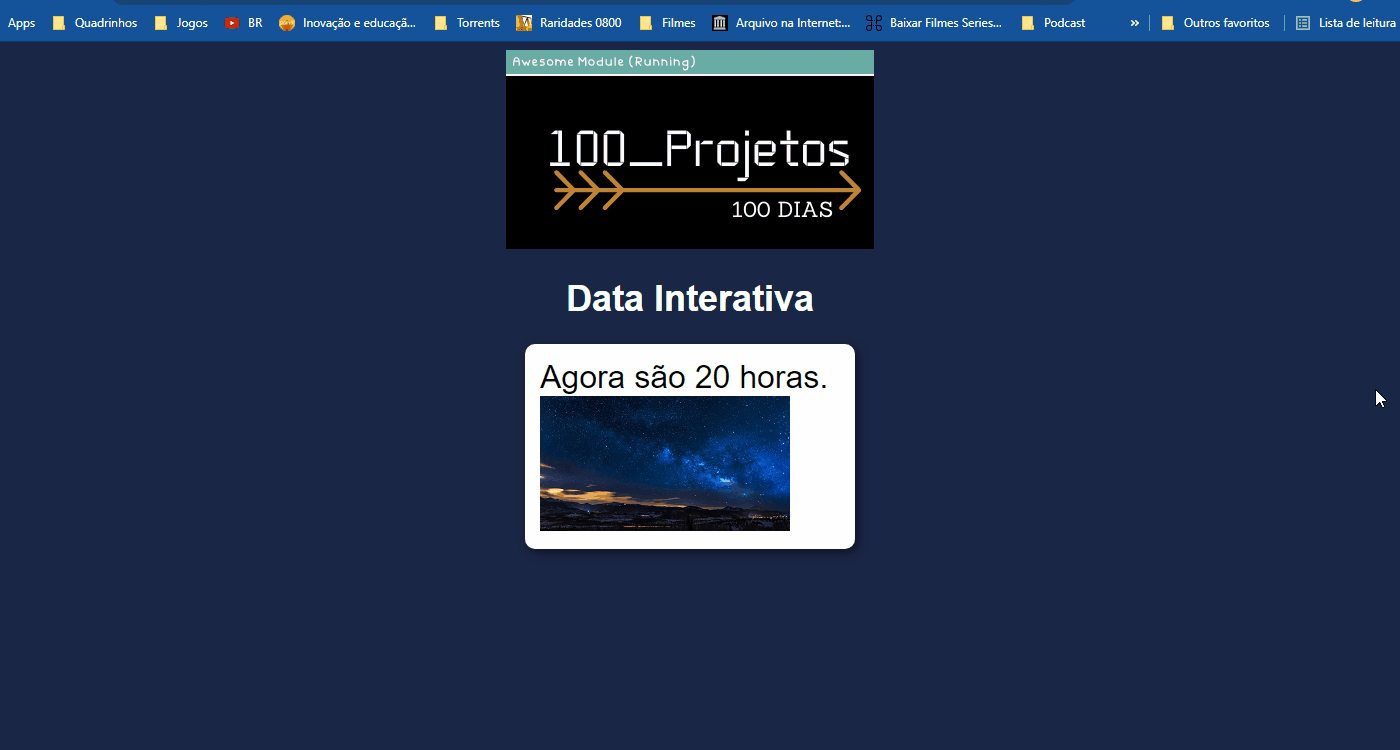 Apps Quadrinhos Jogos BR Inovação e educaçã... Torrents Raridades 0800 Filmes Arquivo na Internet:... Baixar Filmes Series... Podcast » Outros favoritos Lista de leitura
Awesome Module (Running)
100_Projetos
100 DIAS
Data Interativa
Agora são 20 horas.